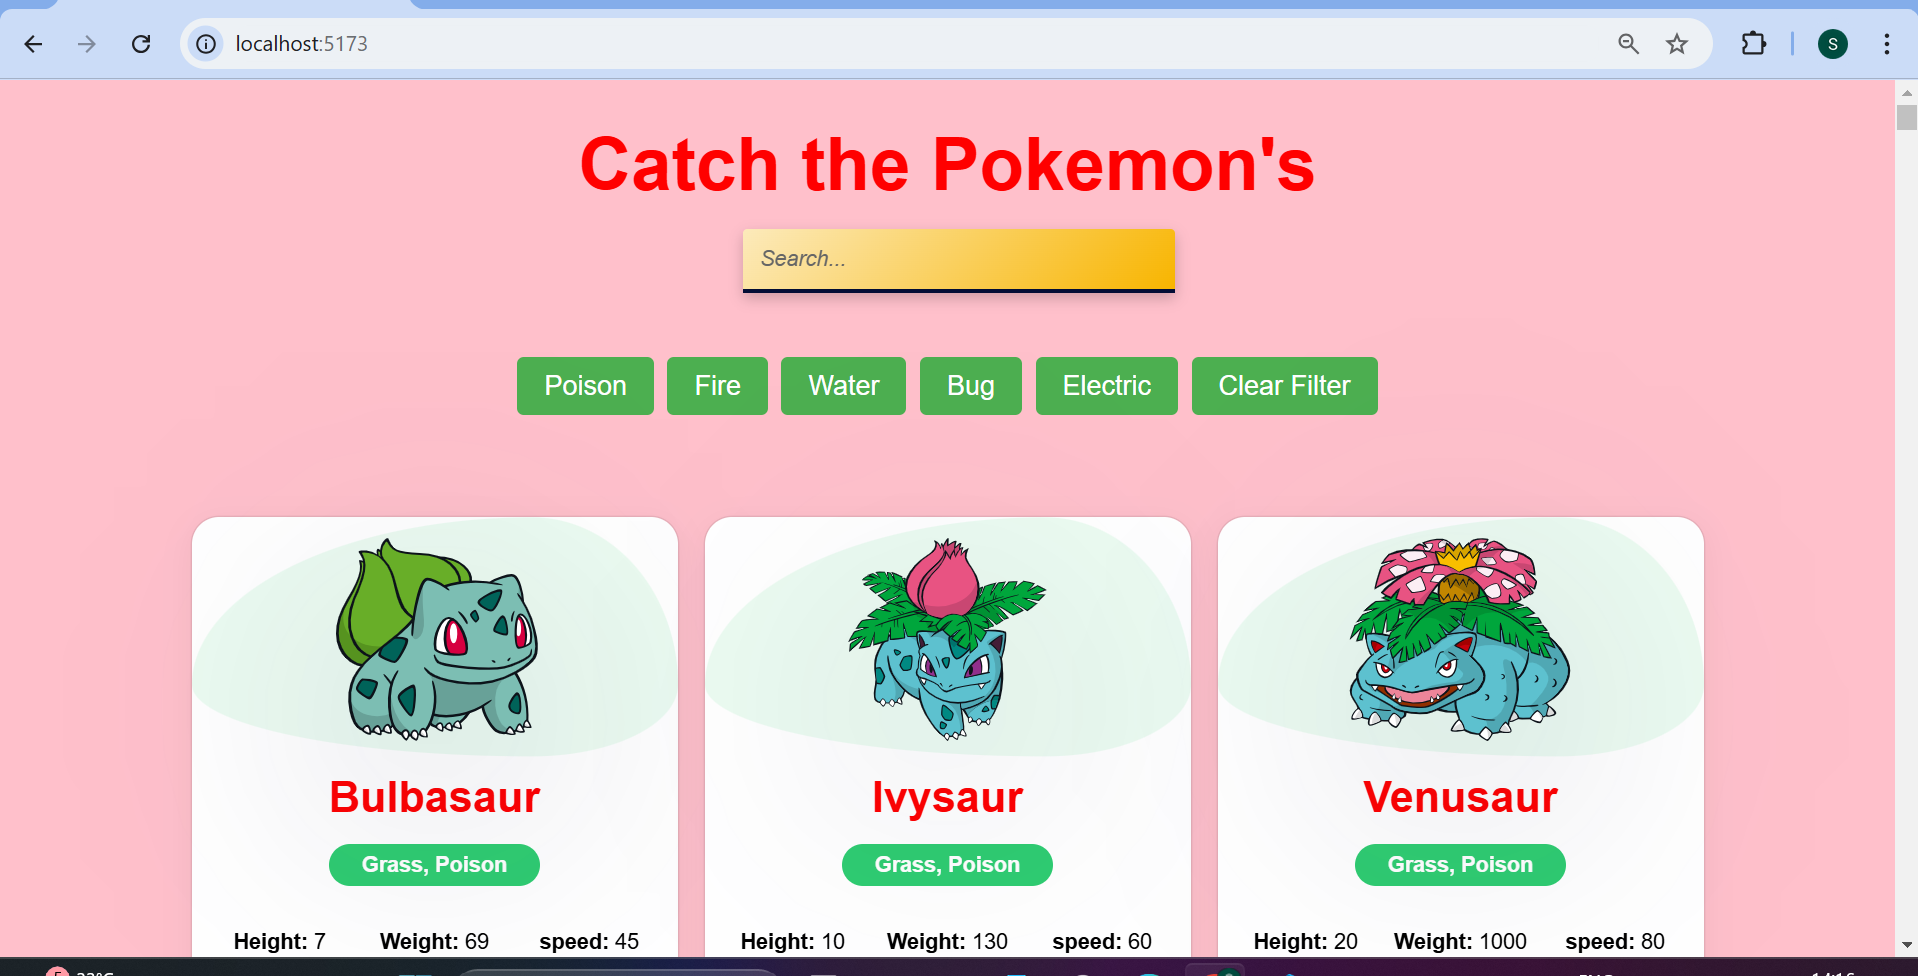 localhost:5173
S
Catch the Pokemon's
Search...
Poison Fire Water Bug Electric Clear Filter
Bulbasaur Ivysaur Venusaur
Grass, Poison Grass, Poison Grass, Poison
Height: 7 Weight: 69 speed: 45 Height: 10 Weight: 130 speed: 60 Height: 20 Weight: 1000 speed: 80